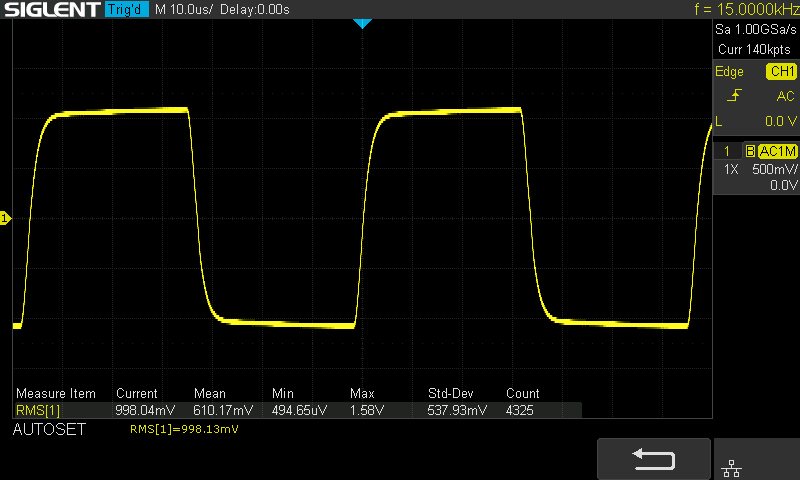 SIGLENT Trig'd M 10.0us/ Delay:0.00s f = 15.0000kHz
Sa 1.00GSa/s
Curr 140kpts
Edge CH1
AC
L 0.0 V
1 B AC1M
1X 500mV/
0.0V
1
Measure Item Current Mean Min Max Std-Dev Count
RMS[1] 998.04mV 610.17mV 494.65uV 1.58V 537.93mV 4325
AUTOSET RMS[1]=998.13mV